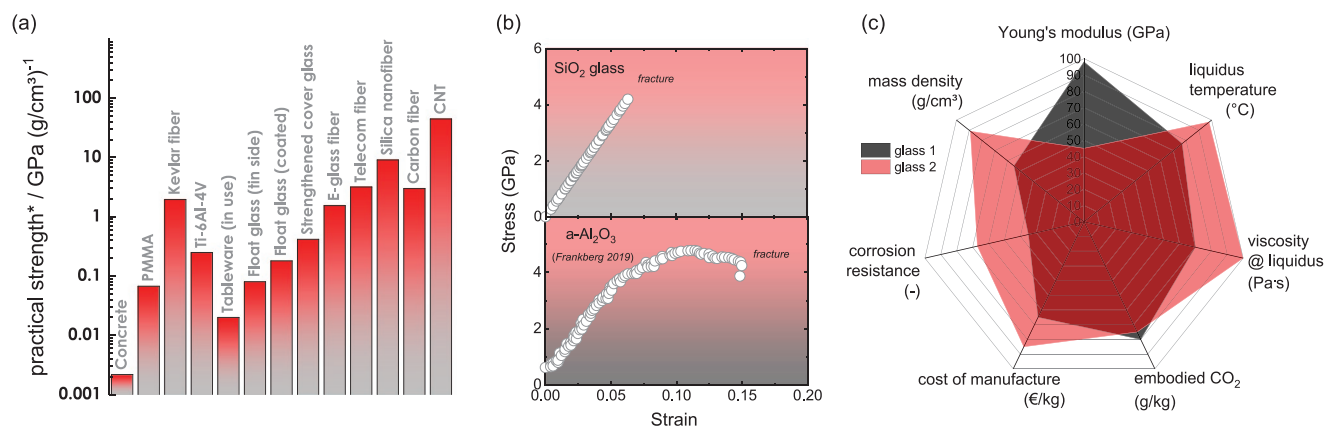 (a)
practical strength* / GPa (g/cm³)⁻¹
100
10
1
0.1
0.01
0.001
Concrete
PMMA
Kevlar fiber
Ti-6Al-4V
Tableware (in use)
Float glass (tin side)
Float glass (coated)
Strengthened cover glass
E-glass fiber
Telecom fiber
Silica nanofiber
Carbon fiber
CNT
(b)
Stress (GPa)
6
4
2
0
SiO₂ glass
fracture
4
2
0
a-Al₂O₃
(Frankberg 2019)
fracture
0.00
0.05
0.10
0.15
0.20
Strain
(c)
Young's modulus (GPa)
100
90
80
70
60
50
40
30
20
10
0
liquidus
temperature
(°C)
viscosity
@ liquidus
(Pa·s)
embodied CO₂
(g/kg)
cost of manufacture
(€/kg)
corrosion
resistance
(-)
mass density
(g/cm³)
glass 1
glass 2